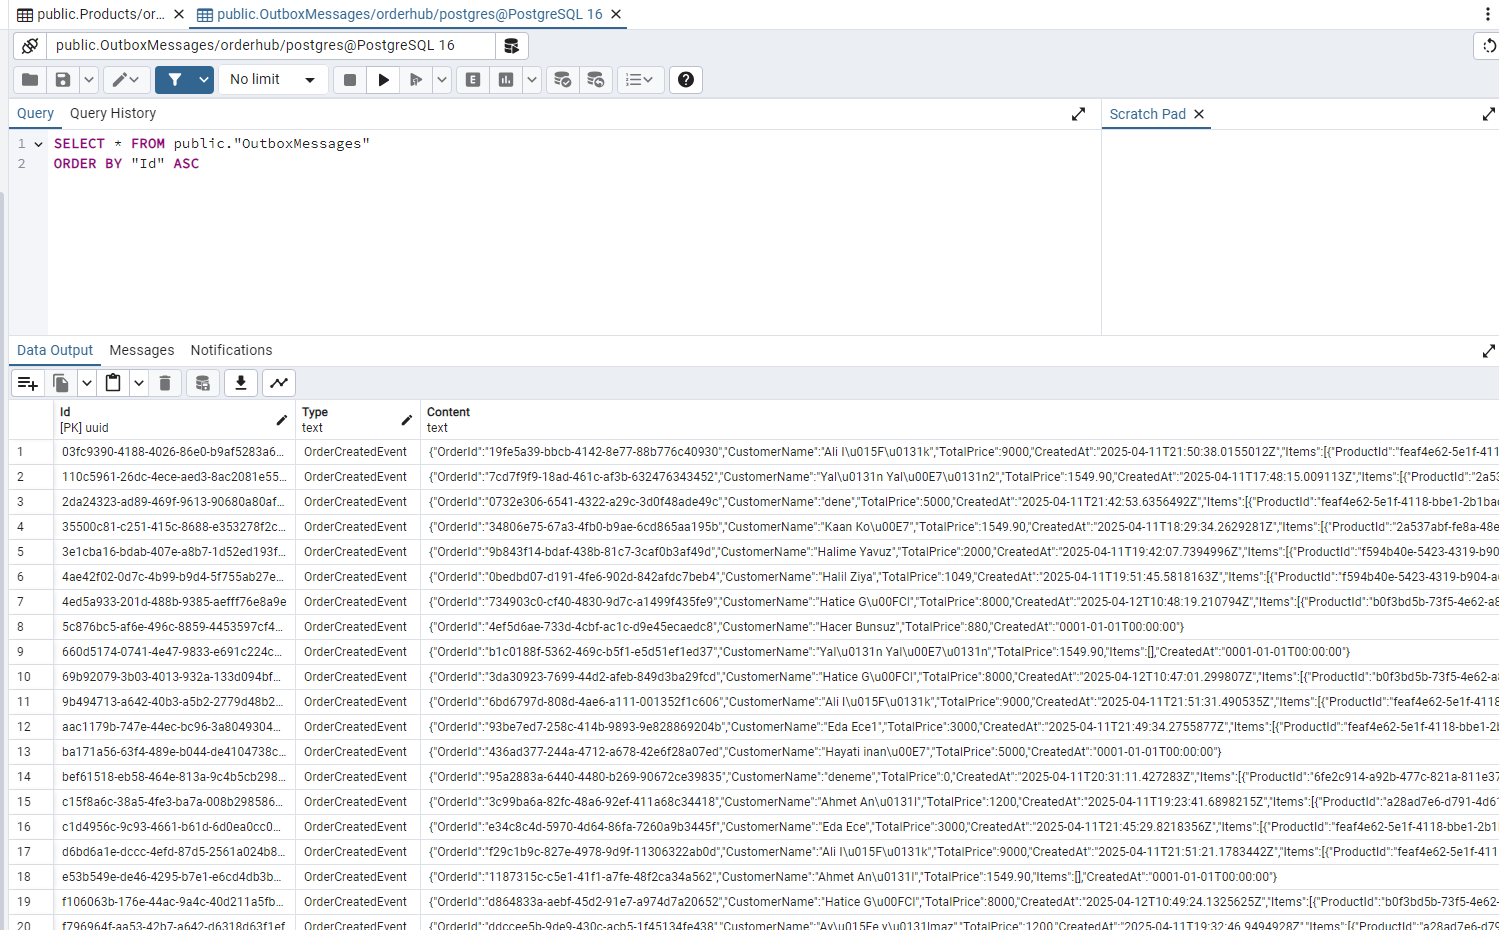 public.Products/or...
public.OutboxMessages/orderhub/postgres@PostgreSQL 16
public.OutboxMessages/orderhub/postgres@PostgreSQL 16
No limit
E
Query Query History
Scratch Pad
1 SELECT * FROM public."OutboxMessages"
2 ORDER BY "Id" ASC
Data Output Messages Notifications
Id Type Content
[PK] uuid text text
1 03fc9390-4188-4026-86e0-b9af5283a6... OrderCreatedEvent {"OrderId":"19fe5a39-bbcb-4142-8e77-88b776c40930","CustomerName":"Ali I\u015F\u0131k","TotalPrice":9000,"CreatedAt":"2025-04-11T21:50:38.0155012Z","Items":[{"ProductId":"feaf4e62-5e1f-411
2 110c5961-26dc-4ece-aed3-8ac2081e55... OrderCreatedEvent {"OrderId":"7cd7f9f9-18ad-461c-af3b-632476343452","CustomerName":"Yal\u0131n Yal\u00E7\u0131n2","TotalPrice":1549.90,"CreatedAt":"2025-04-11T17:48:15.009113Z","Items":[{"ProductId":"2a53
3 2da24323-ad89-469f-9613-90680a80af... OrderCreatedEvent {"OrderId":"0732e306-6541-4322-a29c-3d0f48ade49c","CustomerName":"dene","TotalPrice":5000,"CreatedAt":"2025-04-11T21:42:53.6356492Z","Items":[{"ProductId":"feaf4e62-5e1f-4118-bbe1-2b1bac
4 35500c81-c251-415c-8688-e353278f2c... OrderCreatedEvent {"OrderId":"34806e75-67a3-4fb0-b9ae-6cd865aa195b","CustomerName":"Kaan Ko\u00E7","TotalPrice":1549.90,"CreatedAt":"2025-04-11T18:29:34.2629281Z","Items":[{"ProductId":"2a537abf-fe8a-48e
5 3e1cba16-bdab-407e-a8b7-1d52ed193f... OrderCreatedEvent {"OrderId":"9b843f14-bdaf-438b-81c7-3caf0b3af49d","CustomerName":"Halime Yavuz","TotalPrice":2000,"CreatedAt":"2025-04-11T19:42:07.7394996Z","Items":[{"ProductId":"f594b40e-5423-4319-b90
6 4ae42f02-0d7c-4b99-b9d4-5f755ab27e... OrderCreatedEvent {"OrderId":"0bedbd07-d191-4fe6-902d-842afdc7beb4","CustomerName":"Halil Ziya","TotalPrice":1049,"CreatedAt":"2025-04-11T19:51:45.5818163Z","Items":[{"ProductId":"f594b40e-5423-4319-b904-a
7 4ed5a933-201d-488b-9385-aefff76e8a9e OrderCreatedEvent {"OrderId":"734903c0-cf40-4830-9d7c-a1499f435fe9","CustomerName":"Hatice G\u00FCl","TotalPrice":8000,"CreatedAt":"2025-04-12T10:48:19.210794Z","Items":[{"ProductId":"b0f3bd5b-73f5-4e62-a8
8 5c876bc5-af6e-496c-8859-4453597cf4... OrderCreatedEvent {"OrderId":"4ef5d6ae-733d-4cbf-ac1c-d9e45ecaedc8","CustomerName":"Hacer Bunsuz","TotalPrice":880,"CreatedAt":"0001-01-01T00:00:00"}
9 660d5174-0741-4e47-9833-e691c224c... OrderCreatedEvent {"OrderId":"b1c0188f-5362-469c-b5f1-e5d51ef1ed37","CustomerName":"Yal\u0131n Yal\u00E7\u0131n","TotalPrice":1549.90,"Items":[],"CreatedAt":"0001-01-01T00:00:00"}
10 69b92079-3b03-4013-932a-133d094bf... OrderCreatedEvent {"OrderId":"3da30923-7699-44d2-afeb-849d3ba29fcd","CustomerName":"Hatice G\u00FCl","TotalPrice":8000,"CreatedAt":"2025-04-12T10:47:01.299807Z","Items":[{"ProductId":"b0f3bd5b-73f5-4e62-a8
11 9b494713-a642-40b3-a5b2-2779d48b2... OrderCreatedEvent {"OrderId":"6bd6797d-808d-4ae6-a111-001352f1c606","CustomerName":"Ali I\u015F\u0131k","TotalPrice":9000,"CreatedAt":"2025-04-11T21:51:31.490535Z","Items":[{"ProductId":"feaf4e62-5e1f-4118
12 aac1179b-747e-44ec-bc96-3a8049304... OrderCreatedEvent {"OrderId":"93be7ed7-258c-414b-9893-9e828869204b","CustomerName":"Eda Ece1","TotalPrice":3000,"CreatedAt":"2025-04-11T21:49:34.2755877Z","Items":[{"ProductId":"feaf4e62-5e1f-4118-bbe1-2b
13 ba171a56-63f4-489e-b044-de4104738c... OrderCreatedEvent {"OrderId":"436ad377-244a-4712-a678-42e6f28a07ed","CustomerName":"Hayati inan\u00E7","TotalPrice":5000,"CreatedAt":"0001-01-01T00:00:00"}
14 bef61518-eb58-464e-813a-9c4b5cb298... OrderCreatedEvent {"OrderId":"95a2883a-6440-4480-b269-90672ce39835","CustomerName":"deneme","TotalPrice":0,"CreatedAt":"2025-04-11T20:31:11.427283Z","Items":[{"ProductId":"6fe2c914-a92b-477c-821a-811e37
15 c15f8a6c-38a5-4fe3-ba7a-008b298586... OrderCreatedEvent {"OrderId":"3c99ba6a-82fc-48a6-92ef-411a68c34418","CustomerName":"Ahmet An\u0131l","TotalPrice":1200,"CreatedAt":"2025-04-11T19:23:41.6898215Z","Items":[{"ProductId":"a28ad7e6-d791-4d6
16 c1d4956c-9c93-4661-b61d-6d0ea0cc0... OrderCreatedEvent {"OrderId":"e34c8c4d-5970-4d64-86fa-7260a9b3445f","CustomerName":"Eda Ece","TotalPrice":3000,"CreatedAt":"2025-04-11T21:45:29.8218356Z","Items":[{"ProductId":"feaf4e62-5e1f-4118-bbe1-2b1
17 d6bd6a1e-dccc-4efd-87d5-2561a024b8... OrderCreatedEvent {"OrderId":"f29c1b9c-827e-4978-9d9f-11306322ab0d","CustomerName":"Ali I\u015F\u0131k","TotalPrice":9000,"CreatedAt":"2025-04-11T21:51:21.1783442Z","Items":[{"ProductId":"feaf4e62-5e1f-411
18 e53b549e-de46-4295-b7e1-e6cd4db3b... OrderCreatedEvent {"OrderId":"1187315c-c5e1-41f1-a7fe-48f2ca34a562","CustomerName":"Ahmet An\u0131l","TotalPrice":1549.90,"Items":[],"CreatedAt":"0001-01-01T00:00:00"}
19 f106063b-176e-44ac-9a4c-40d211a5fb... OrderCreatedEvent {"OrderId":"d864833a-aebf-45d2-91e7-a974d7a20652","CustomerName":"Hatice G\u00FCl","TotalPrice":8000,"CreatedAt":"2025-04-12T10:49:24.1325625Z","Items":[{"ProductId":"b0f3bd5b-73f5-4e62-
20 f796964f-aa53-42b7-a642-d6318d63f1ef OrderCreatedEvent {"OrderId":"ddccee5b-9de9-430c-acb5-1f45134fe438","CustomerName":"Ay\u015Fe y\u0131lmaz","TotalPrice":1200,"CreatedAt":"2025-04-11T19:32:46.9494928Z","Items":[{"ProductId":"a28ad7e6-d79